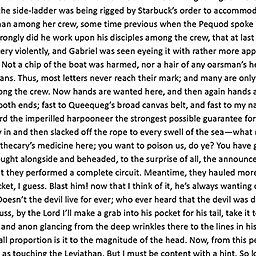 the side-ladder was being rigged by Starbuck's order to accommod
man among her crew, some time previous when the Pequod spoke
rongly did he work upon his disciples among the crew, that at last
ery violently, and Gabriel was seen eyeing it with rather more app
Not a chip of the boat was harmed, nor a hair of any oarsman's he
ans. Thus, most letters never reach their mark; and many are only
ong the crew. Now hands are wanted here, and then again hands a
both ends; fast to Queequeg's broad canvas belt, and fast to my na
rd the imperilled harpooneer the strongest possible guarantee for
y in and then slacked off the rope to every swell of the sea—what m
thecary's medicine here; you want to poison us, do ye? You have g
ught alongside and beheaded, to the surprise of all, the announce
t they performed a complete circuit. Meantime, they hauled more
cket, I guess. Blast him! now that I think of it, he's always wanting o
Doesn't the devil live for ever; who ever heard that the devil was d
uss, by the Lord I'll make a grab into his pocket for his tail, take it t
and anon glancing from the deep wrinkles there to the lines in his
all proportion is it to the magnitude of the head. Now, from this pe
as touching the Leviathan. But I must be content with a hint. So lo